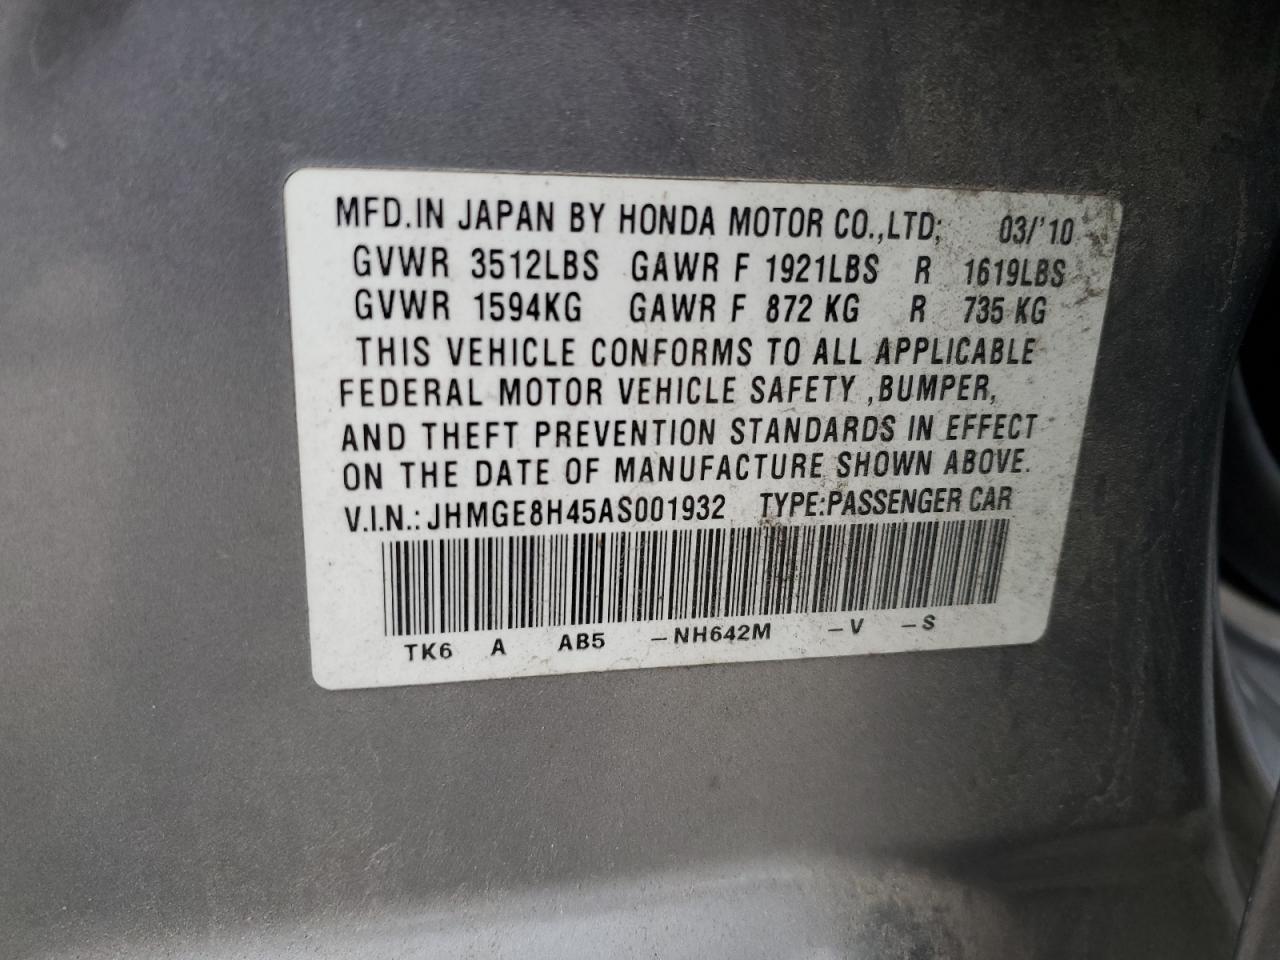 MFD.IN JAPAN BY HONDA MOTOR CO.,LTD; 03/'10
GVWR 3512LBS GAWR F 1921LBS R 1619LBS
GVWR 1594KG GAWR F 872 KG R 735 KG
THIS VEHICLE CONFORMS TO ALL APPLICABLE
FEDERAL MOTOR VEHICLE SAFETY ,BUMPER,
AND THEFT PREVENTION STANDARDS IN EFFECT
ON THE DATE OF MANUFACTURE SHOWN ABOVE.
V.I.N.: JHMGE8H45AS001932 TYPE:PASSENGER CAR
TK6 A AB5 -NH642M -V -S